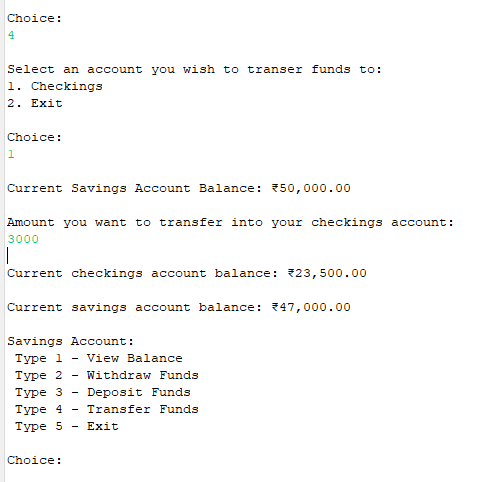 Choice:
4
Select an account you wish to transer funds to:
1. Checkings
2. Exit
Choice:
1
Current Savings Account Balance: ₹50,000.00
Amount you want to transfer into your checkings account:
3000
Current checkings account balance: ₹23,500.00
Current savings account balance: ₹47,000.00
Savings Account:
Type 1 - View Balance
Type 2 - Withdraw Funds
Type 3 - Deposit Funds
Type 4 - Transfer Funds
Type 5 - Exit
Choice: